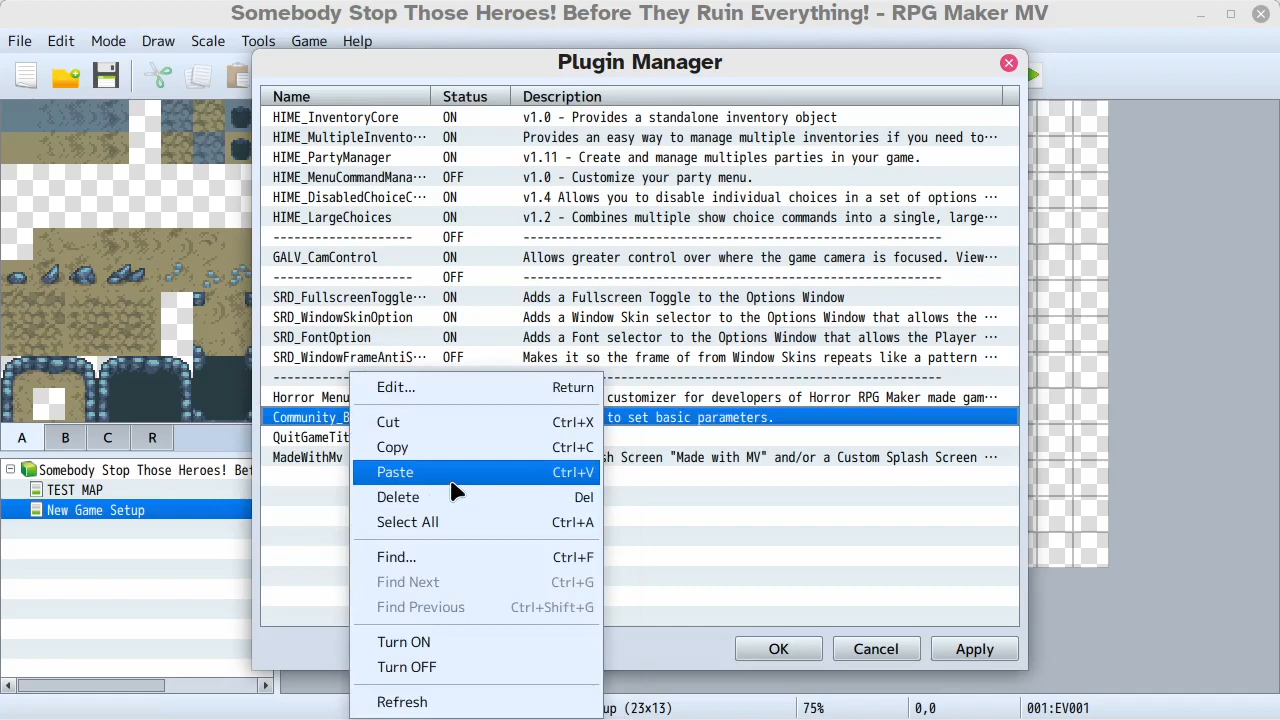 Somebody Stop Those Heroes! Before They Ruin Everything! - RPG Maker MV
File Edit Mode Draw Scale Tools Game Help
Plugin Manager
Name Status Description
HIME_InventoryCore ON v1.0 - Provides a standalone inventory object
HIME_MultipleInvento··· ON Provides an easy way to manage multiple inventories if you need to···
HIME_PartyManager ON v1.11 - Create and manage multiples parties in your game.
HIME_MenuCommandMana··· OFF v1.0 - Customize your party menu.
HIME_DisabledChoiceC··· ON v1.4 Allows you to disable individual choices in a set of options ···
HIME_LargeChoices ON v1.2 - Combines multiple show choice commands into a single, large···
-------------------- OFF ------------------------------------------------------------
GALV_CamControl ON Allows greater control over where the game camera is focused. View···
-------------------- OFF ------------------------------------------------------------
SRD_FullscreenToggle··· ON Adds a Fullscreen Toggle to the Options Window
SRD_WindowSkinOption ON Adds a Window Skin selector to the Options Window that allows the ···
SRD_FontOption ON Adds a Font selector to the Options Window that allows the Player ···
SRD_WindowFrameAntiS··· OFF Makes it so the frame of from Window Skins repeats like a pattern ···
Horror Menu customizer for developers of Horror RPG Maker made gam···
Community_B to set basic parameters.
QuitGameTit
MadeWithMv sh Screen "Made with MV" and/or a Custom Splash Screen ···
Edit... Return
Cut Ctrl+X
Copy Ctrl+C
Paste Ctrl+V
Delete Del
Select All Ctrl+A
Find... Ctrl+F
Find Next Ctrl+G
Find Previous Ctrl+Shift+G
Turn ON
Turn OFF
Refresh
OK Cancel Apply
A B C R
Somebody Stop Those Heroes! Bef
TEST MAP
New Game Setup
up (23x13) 75% 0,0 001:EV001